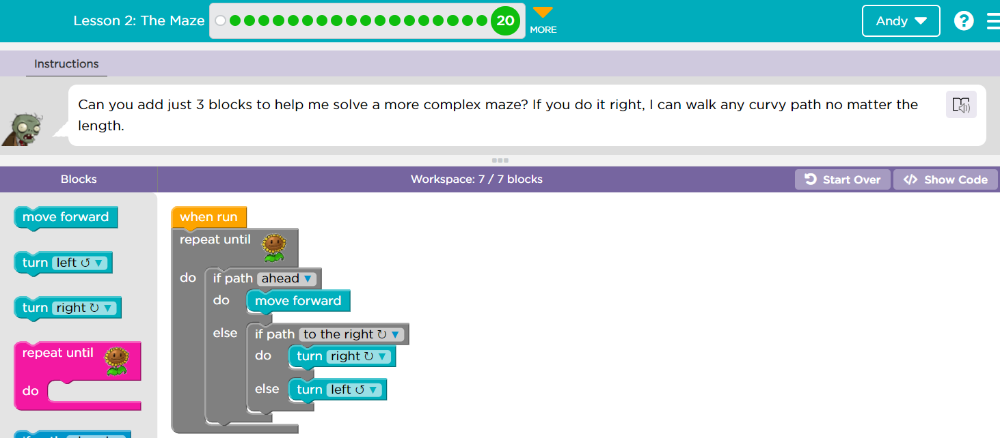 Lesson 2: The Maze
20
MORE
Andy
?
Instructions
Can you add just 3 blocks to help me solve a more complex maze? If you do it right, I can walk any curvy path no matter the
length.
Blocks
Workspace: 7 / 7 blocks
Start Over
</> Show Code
move forward
turn left ↺ ▼
turn right ↻ ▼
repeat until
do
when run
repeat until
do
if path ahead ▼
do
move forward
else
if path to the right ↻ ▼
do
turn right ↻ ▼
else
turn left ↺ ▼